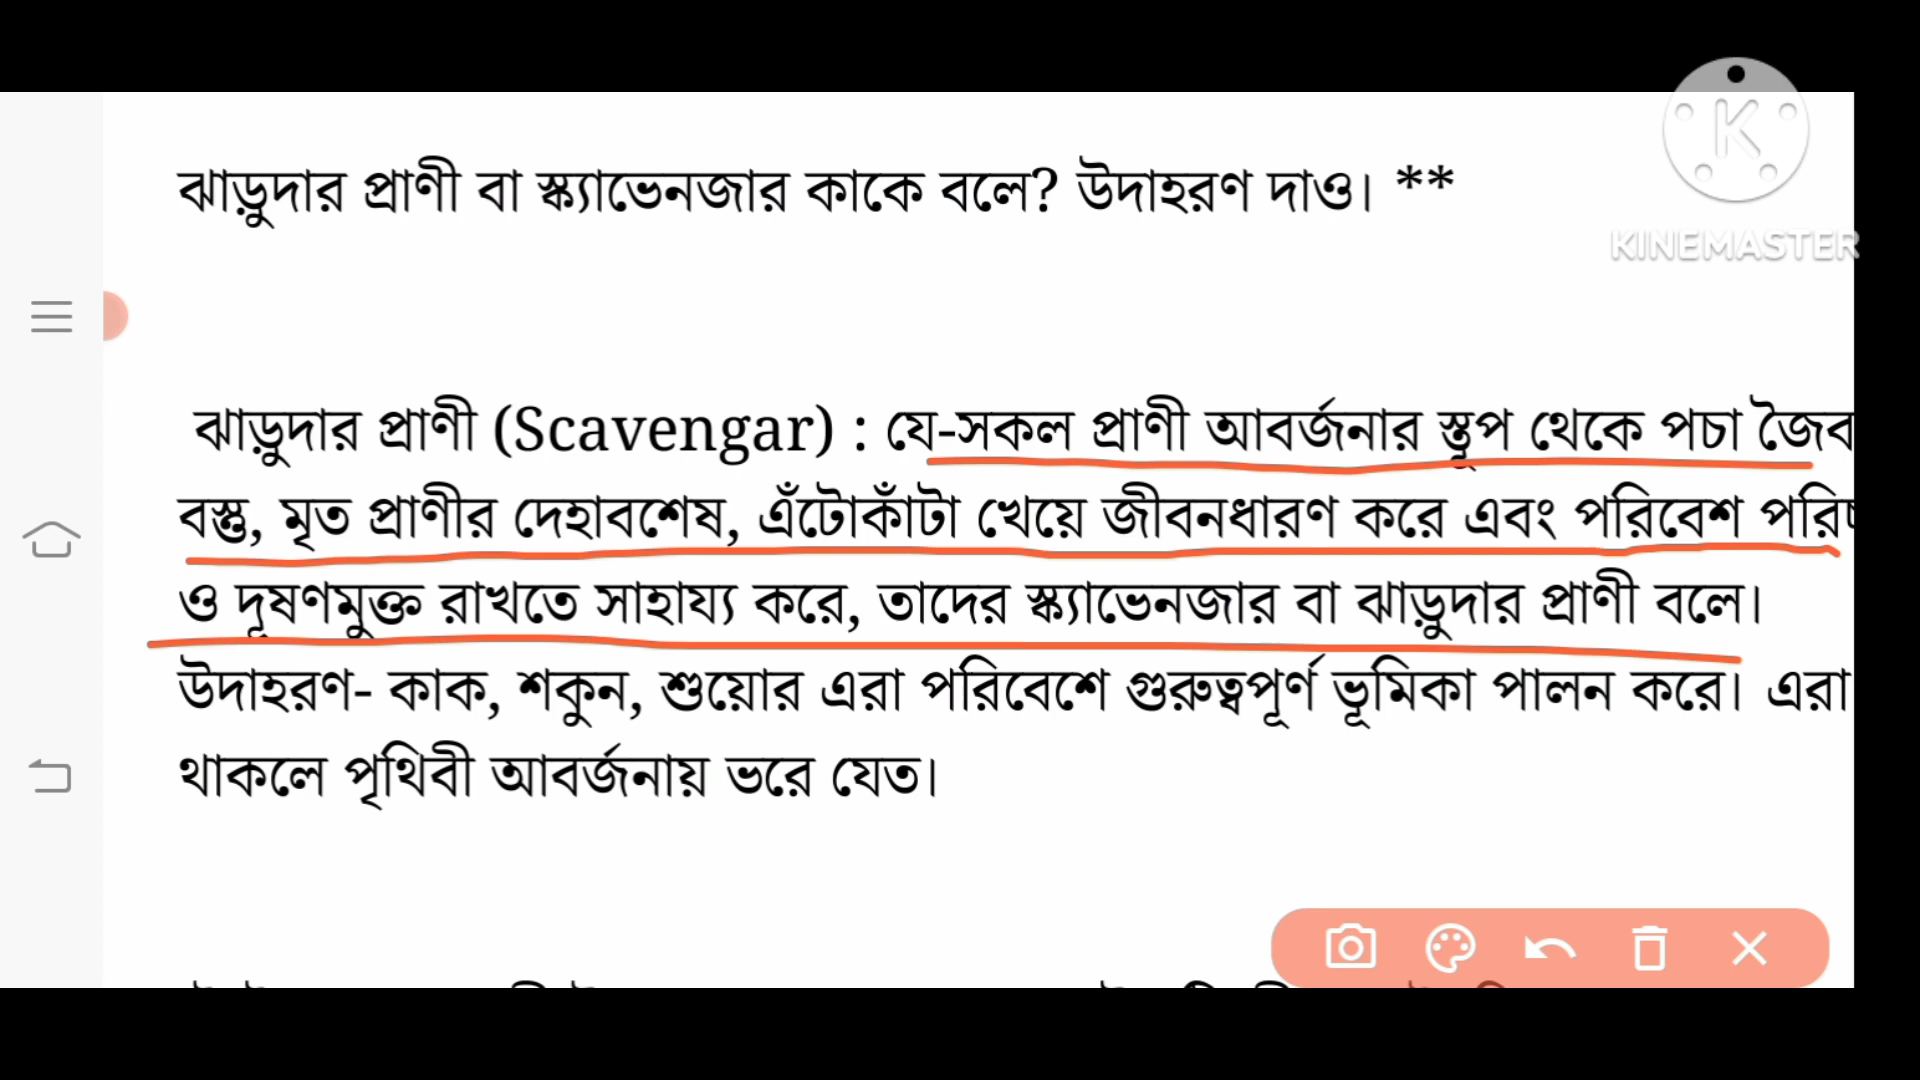 KINEMASTER
ঝাড়ুদার প্রাণী বা স্ক্যাভেনজার কাকে বলে? উদাহরণ দাও। **
ঝাড়ুদার প্রাণী (Scavengar) : যে-সকল প্রাণী আবর্জনার স্তূপ থেকে পচা জৈব
বস্তু, মৃত প্রাণীর দেহাবশেষ, এঁটোকাঁটা খেয়ে জীবনধারণ করে এবং পরিবেশ
ও দূষণমুক্ত রাখতে সাহায্য করে, তাদের স্ক্যাভেনজার বা ঝাড়ুদার প্রাণী বলে।
উদাহরণ- কাক, শকুন, শুয়োর এরা পরিবেশে গুরুত্বপূর্ণ ভূমিকা পালন করে। এরা
থাকলে পৃথিবী আবর্জনায় ভরে যেত।